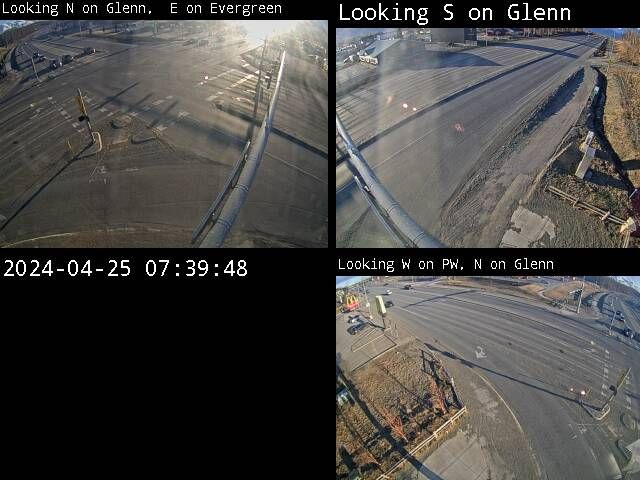 Looking N on Glenn,  E on Evergreen
Looking S on Glenn
2024-04-25 07:39:48
Looking W on PW, N on Glenn